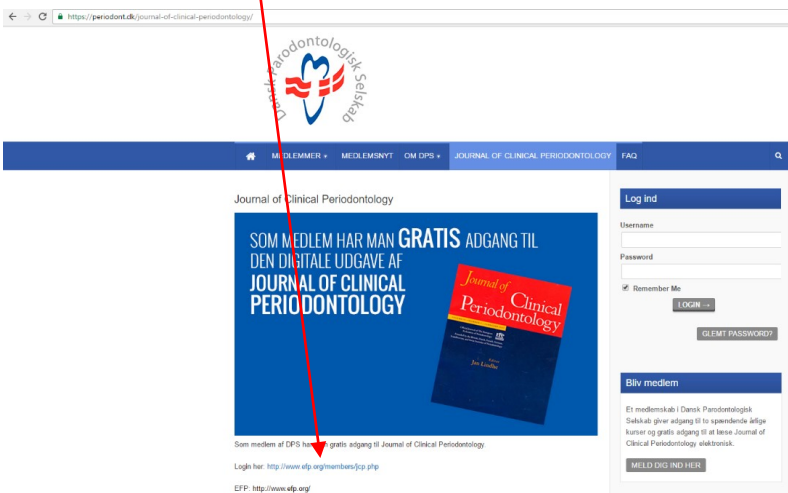 https://periodont.dk/journal-of-clinical-periodontology/
Dansk Parodontologisk Selskab
MEDLEMMER MEDLEMSNYT OM DPS JOURNAL OF CLINICAL PERIODONTOLOGY FAQ
Journal of Clinical Periodontology
SOM MEDLEM HAR MAN GRATIS ADGANG TIL
DEN DIGITALE UDGAVE AF
JOURNAL OF CLINICAL
PERIODONTOLOGY
Journal of
Clinical
Periodontology
Jan Lindhe
Som medlem af DPS har gratis adgang til Journal of Clinical Periodontology.
Login her: http://www.efp.org/members/jcp.php
EFP: http://www.efp.org/
Log ind
Username
Password
Remember Me
LOGIN →
GLEMT PASSWORD?
Bliv medlem
Et medlemskab i Dansk Parodontologisk
Selskab giver adgang til to spændende årlige
kurser og gratis adgang til at læse Journal of
Clinical Periodontology elektronisk.
MELD DIG IND HER